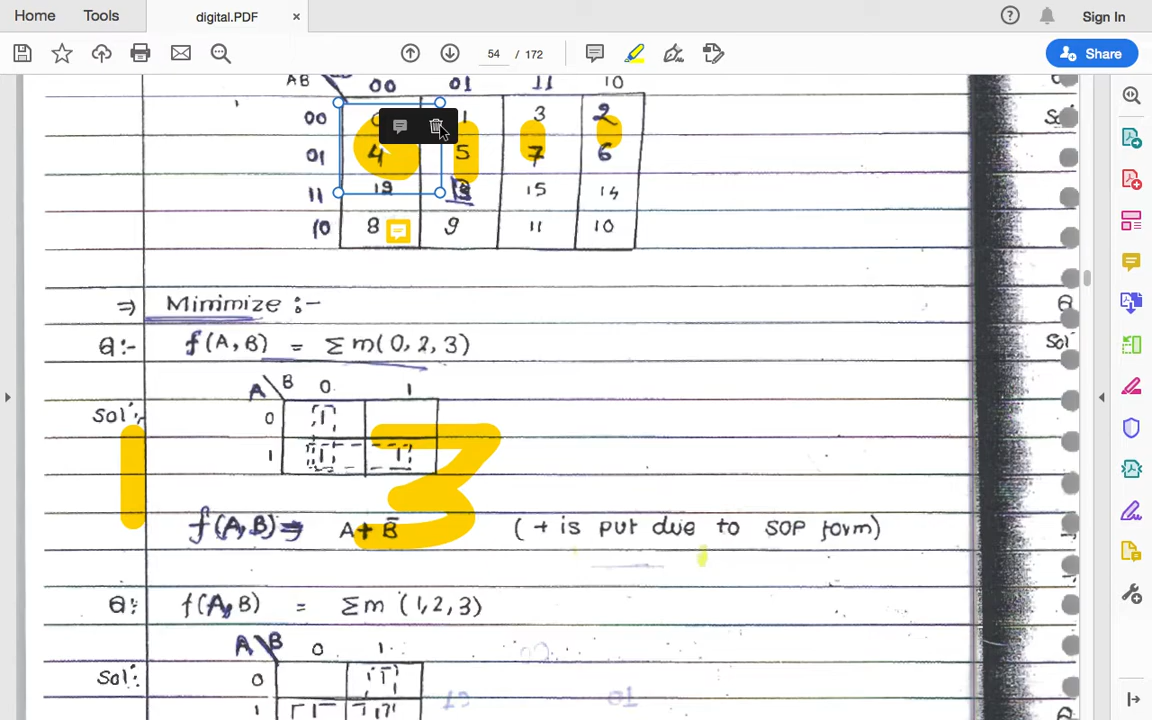 Home Tools digital.PDF × Sign In
54 / 172 Share
AB 00 01 11 10
00 1 3 2
01 4 5 7 6
11 12 15 14
10 8 9 11 10
⇒ Minimize :-
Q:- f(A,B) = Σm(0,2,3)
A B 0 1
Sol: 0 1
1 1 1
f(A,B)⇒ A+B̄ (+ is put due to SOP form)
Q: f(A,B) = Σm (1,2,3)
A B 0 1
Sol: 0 1
1 1 1